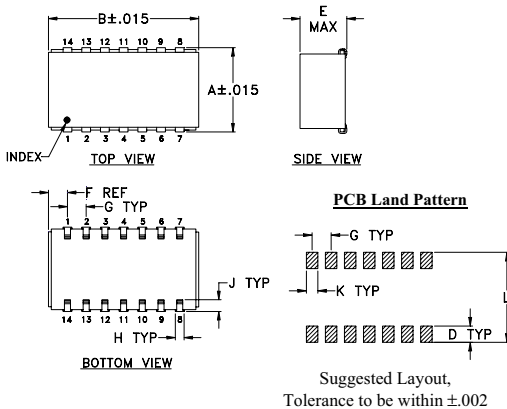 B±.015
14 13 12 11 10 9 8
A±.015
INDEX
1 2 3 4 5 6 7
TOP VIEW
E
MAX
SIDE VIEW
F REF
G TYP
1 2 3 4 5 6 7
J TYP
14 13 12 11 10 9 8
H TYP
BOTTOM VIEW
PCB Land Pattern
G TYP
K TYP
L
D TYP
Suggested Layout,
Tolerance to be within ±.002